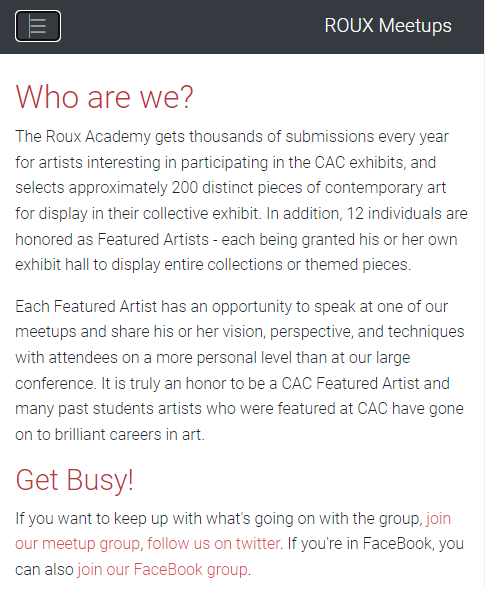 ROUX Meetups
Who are we?
The Roux Academy gets thousands of submissions every year
for artists interesting in participating in the CAC exhibits, and
selects approximately 200 distinct pieces of contemporary art
for display in their collective exhibit. In addition, 12 individuals are
honored as Featured Artists - each being granted his or her own
exhibit hall to display entire collections or themed pieces.
Each Featured Artist has an opportunity to speak at one of our
meetups and share his or her vision, perspective, and techniques
with attendees on a more personal level than at our large
conference. It is truly an honor to be a CAC Featured Artist and
many past students artists who were featured at CAC have gone
on to brilliant careers in art.
Get Busy!
If you want to keep up with what's going on with the group, join
our meetup group, follow us on twitter. If you're in FaceBook, you
can also join our FaceBook group.